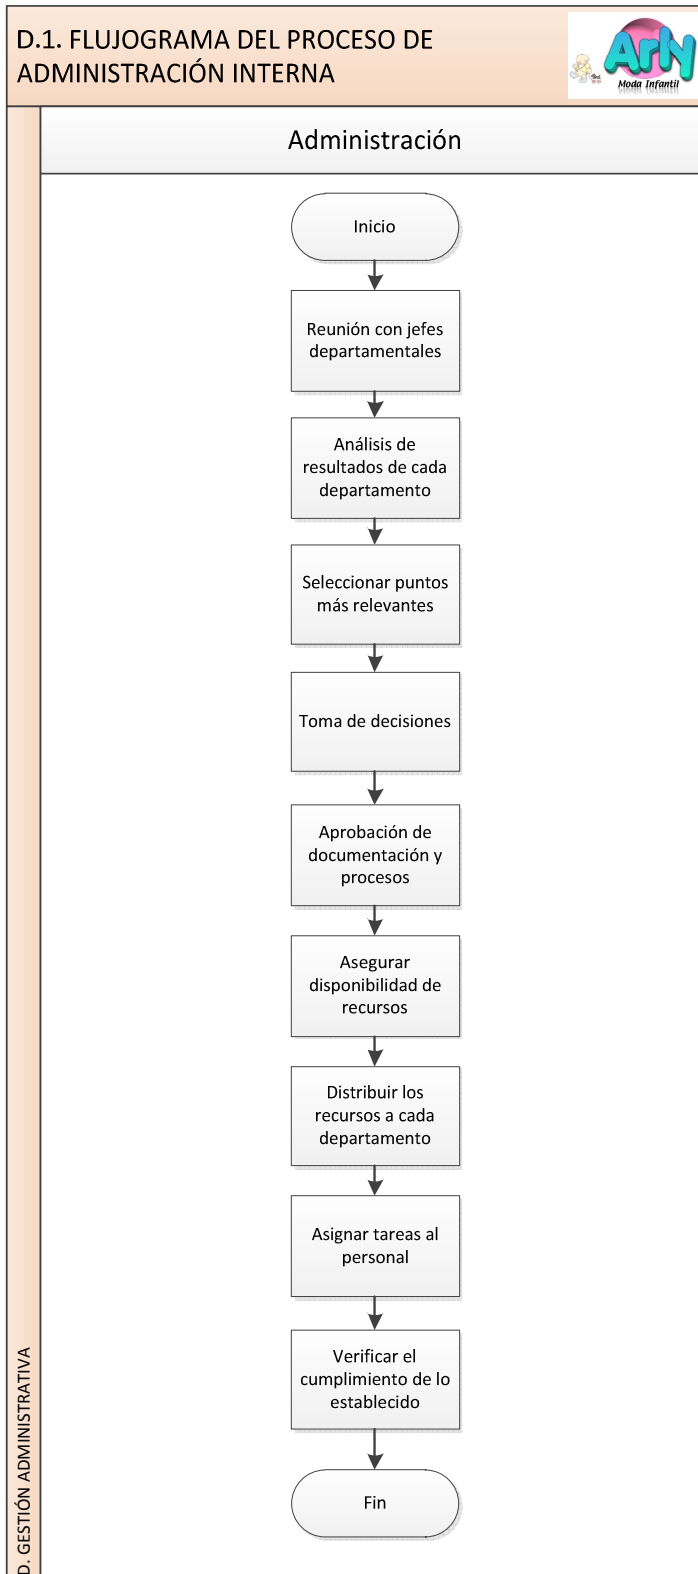 D.1. FLUJOGRAMA DEL PROCESO DE
ADMINISTRACIÓN INTERNA
Arly
Moda Infantil
Administración
Inicio
Reunión con jefes
departamentales
Análisis de
resultados de cada
departamento
Seleccionar puntos
más relevantes
Toma de decisiones
Aprobación de
documentación y
procesos
Asegurar
disponibilidad de
recursos
Distribuir los
recursos a cada
departamento
Asignar tareas al
personal
Verificar el
cumplimiento de lo
establecido
Fin
D. GESTIÓN ADMINISTRATIVA